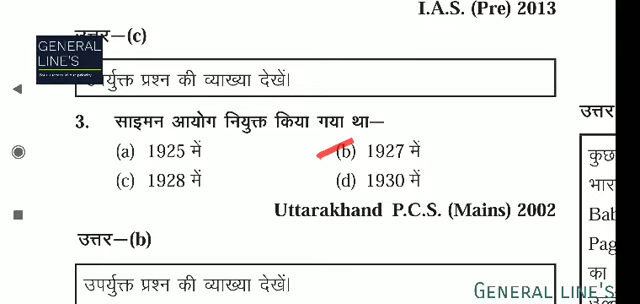 I.A.S. (Pre) 2013
उत्तर—(c)
GENERAL
LINE'S
उपर्युक्त प्रश्न की व्याख्या देखें।
3. साइमन आयोग नियुक्त किया गया था—
(a) 1925 में (b) 1927 में
(c) 1928 में (d) 1930 में
Uttarakhand P.C.S. (Mains) 2002
उत्तर—(b)
उपर्युक्त प्रश्न की व्याख्या देखें।
उत्तर
कुछ
भार
Bab
Pag
का
GENERAL LINE'S